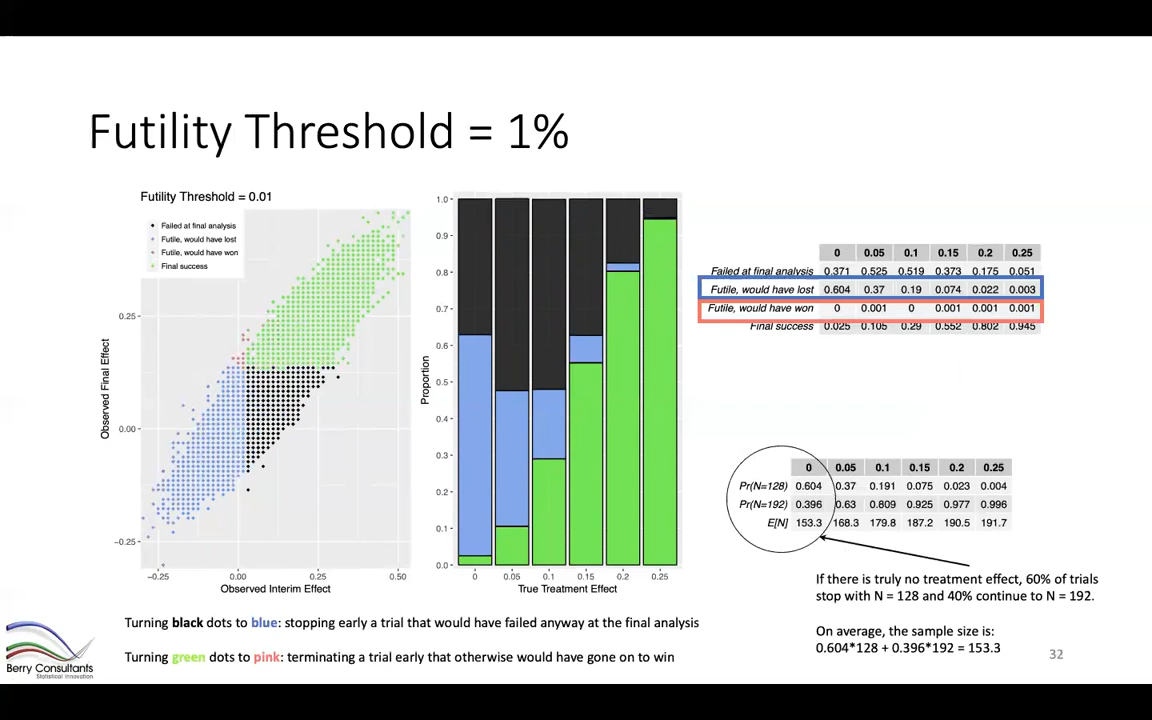 Futility Threshold = 1%
Futility Threshold = 0.01
Failed at final analysis
Futile, would have lost
Futile, would have won
Final success
Observed Final Effect
0.25
0.00
−0.25
−0.25 0.00 0.25 0.50
Observed Interim Effect
Proportion
1.0
0.9
0.8
0.7
0.6
0.5
0.4
0.3
0.2
0.1
0.0
0 0.05 0.1 0.15 0.2 0.25
True Treatment Effect
0 0.05 0.1 0.15 0.2 0.25
Failed at final analysis 0.371 0.525 0.519 0.373 0.175 0.051
Futile, would have lost 0.604 0.37 0.19 0.074 0.022 0.003
Futile, would have won 0 0.001 0 0.001 0.001 0.001
Final success 0.025 0.105 0.29 0.552 0.802 0.945
0 0.05 0.1 0.15 0.2 0.25
Pr(N=128) 0.604 0.37 0.191 0.075 0.023 0.004
Pr(N=192) 0.396 0.63 0.809 0.925 0.977 0.996
E[N] 153.3 168.3 179.8 187.2 190.5 191.7
If there is truly no treatment effect, 60% of trials
stop with N = 128 and 40% continue to N = 192.
On average, the sample size is:
0.604*128 + 0.396*192 = 153.3
Turning black dots to blue: stopping early a trial that would have failed anyway at the final analysis
Turning green dots to pink: terminating a trial early that otherwise would have gone on to win
Berry Consultants
Statistical Innovation
32